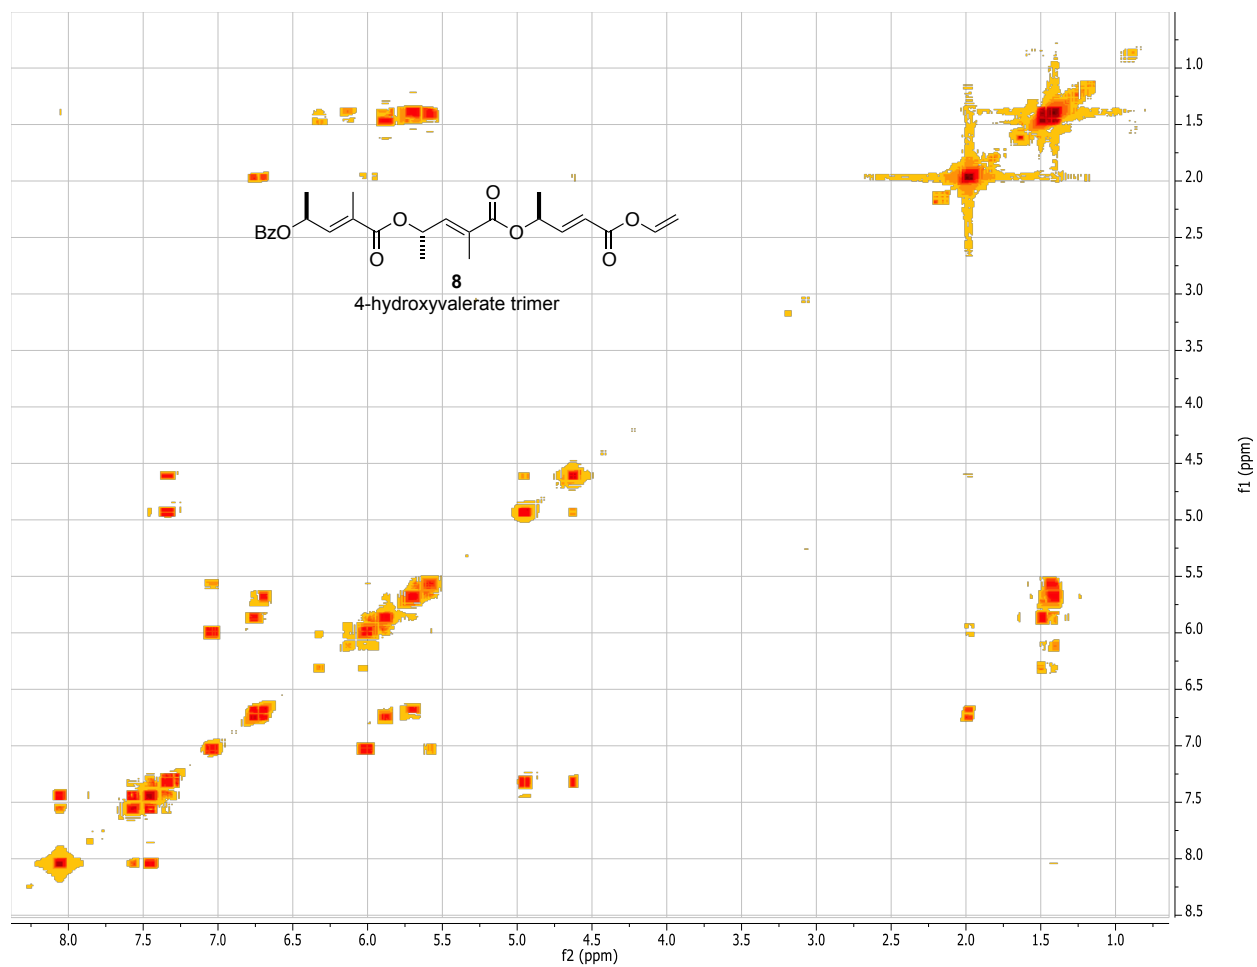 1.0
1.5
2.0
O
O
BzO
O
O
O
O
O
2.5
8
4-hydroxyvalerate trimer
3.0
3.5
4.0
4.5
f1 (ppm)
5.0
5.5
6.0
6.5
7.0
7.5
8.0
8.5
8.0 7.5 7.0 6.5 6.0 5.5 5.0 4.5 4.0 3.5 3.0 2.5 2.0 1.5 1.0
f2 (ppm)